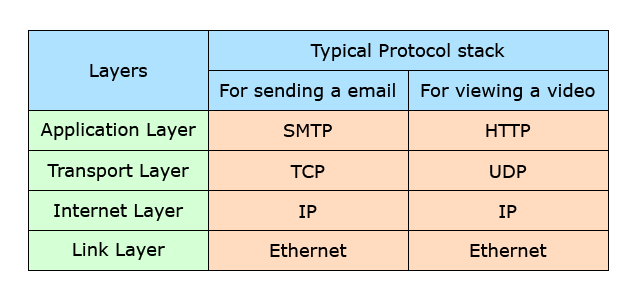 Layers
Typical Protocol stack
For sending a email
For viewing a video
Application Layer
SMTP
HTTP
Transport Layer
TCP
UDP
Internet Layer
IP
IP
Link Layer
Ethernet
Ethernet